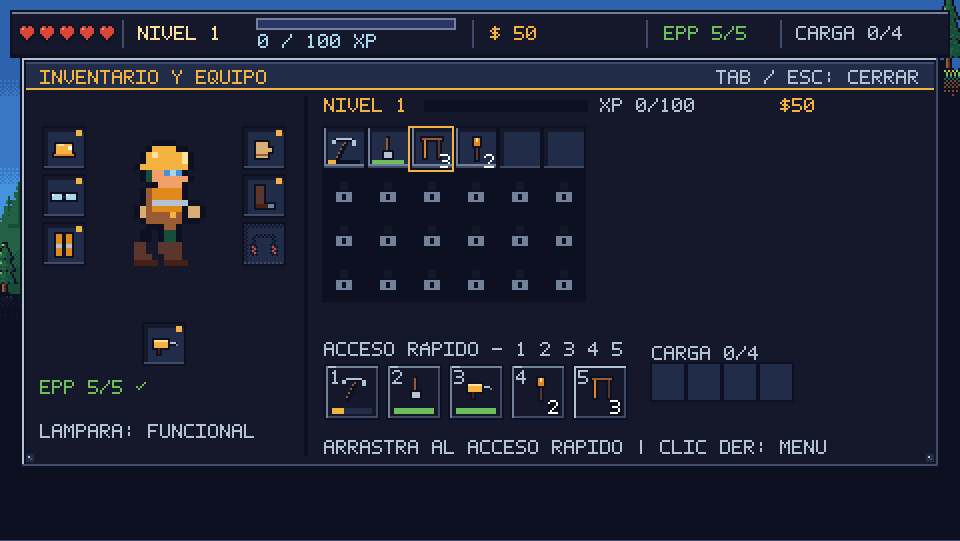 NIVEL 1
0 / 100 XP
$ 50
EPP 5/5
CARGA 0/4
INVENTARIO Y EQUIPO
TAB / ESC: CERRAR
NIVEL 1
XP 0/100
$50
3
2
ACCESO RAPIDO - 1 2 3 4 5
CARGA 0/4
1
2
3
4
2
5
3
EPP 5/5 ✓
LAMPARA: FUNCIONAL
ARRASTRA AL ACCESO RAPIDO | CLIC DER: MENU